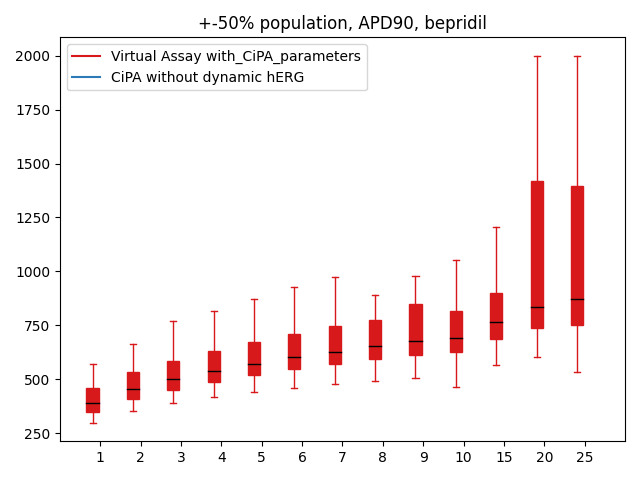 +-50% population, APD90, bepridil
Virtual Assay with_CiPA_parameters
CiPA without dynamic hERG
2000
1750
1500
1250
1000
750
500
250
1 2 3 4 5 6 7 8 9 10 15 20 25